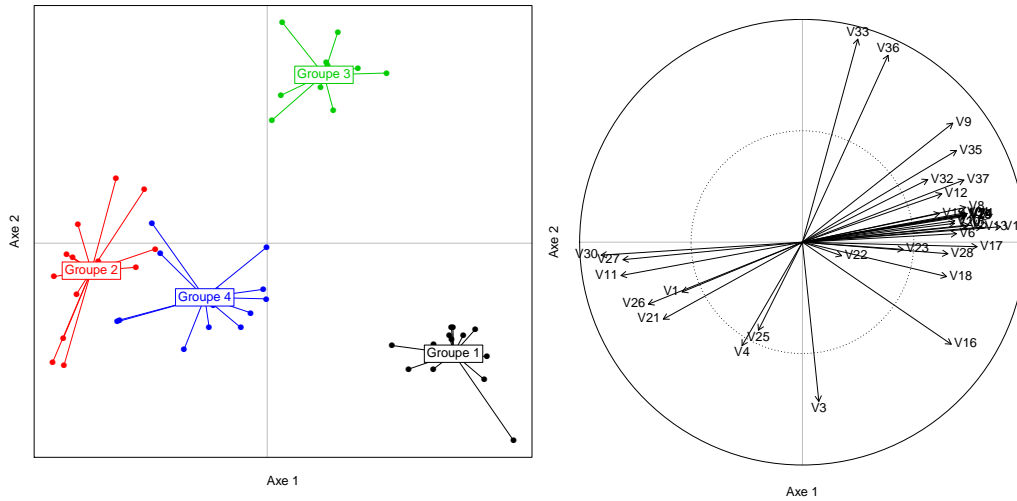 Groupe 3
Groupe 2
Groupe 4
Groupe 1
Axe 2
Axe 1
V33
V36
V9
V35
V32
V37
V12
V8
V6
V13
V17
V23
V22
V28
V18
V16
V30
V27
V11
V1
V26
V21
V25
V4
V3
Axe 2
Axe 1